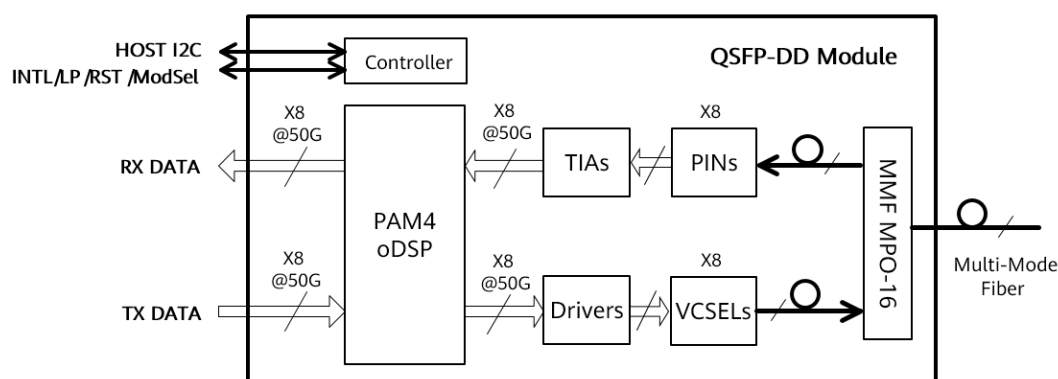 HOST I2C
INTL/LP/RST/ModSel
Controller
QSFP-DD Module
X8
@50G
X8
@50G
X8
RX DATA
TIAs
PINs
PAM4
oDSP
MMF MPO-16
X8
@50G
X8
@50G
X8
TX DATA
Drivers
VCSELs
Multi-Mode
Fiber